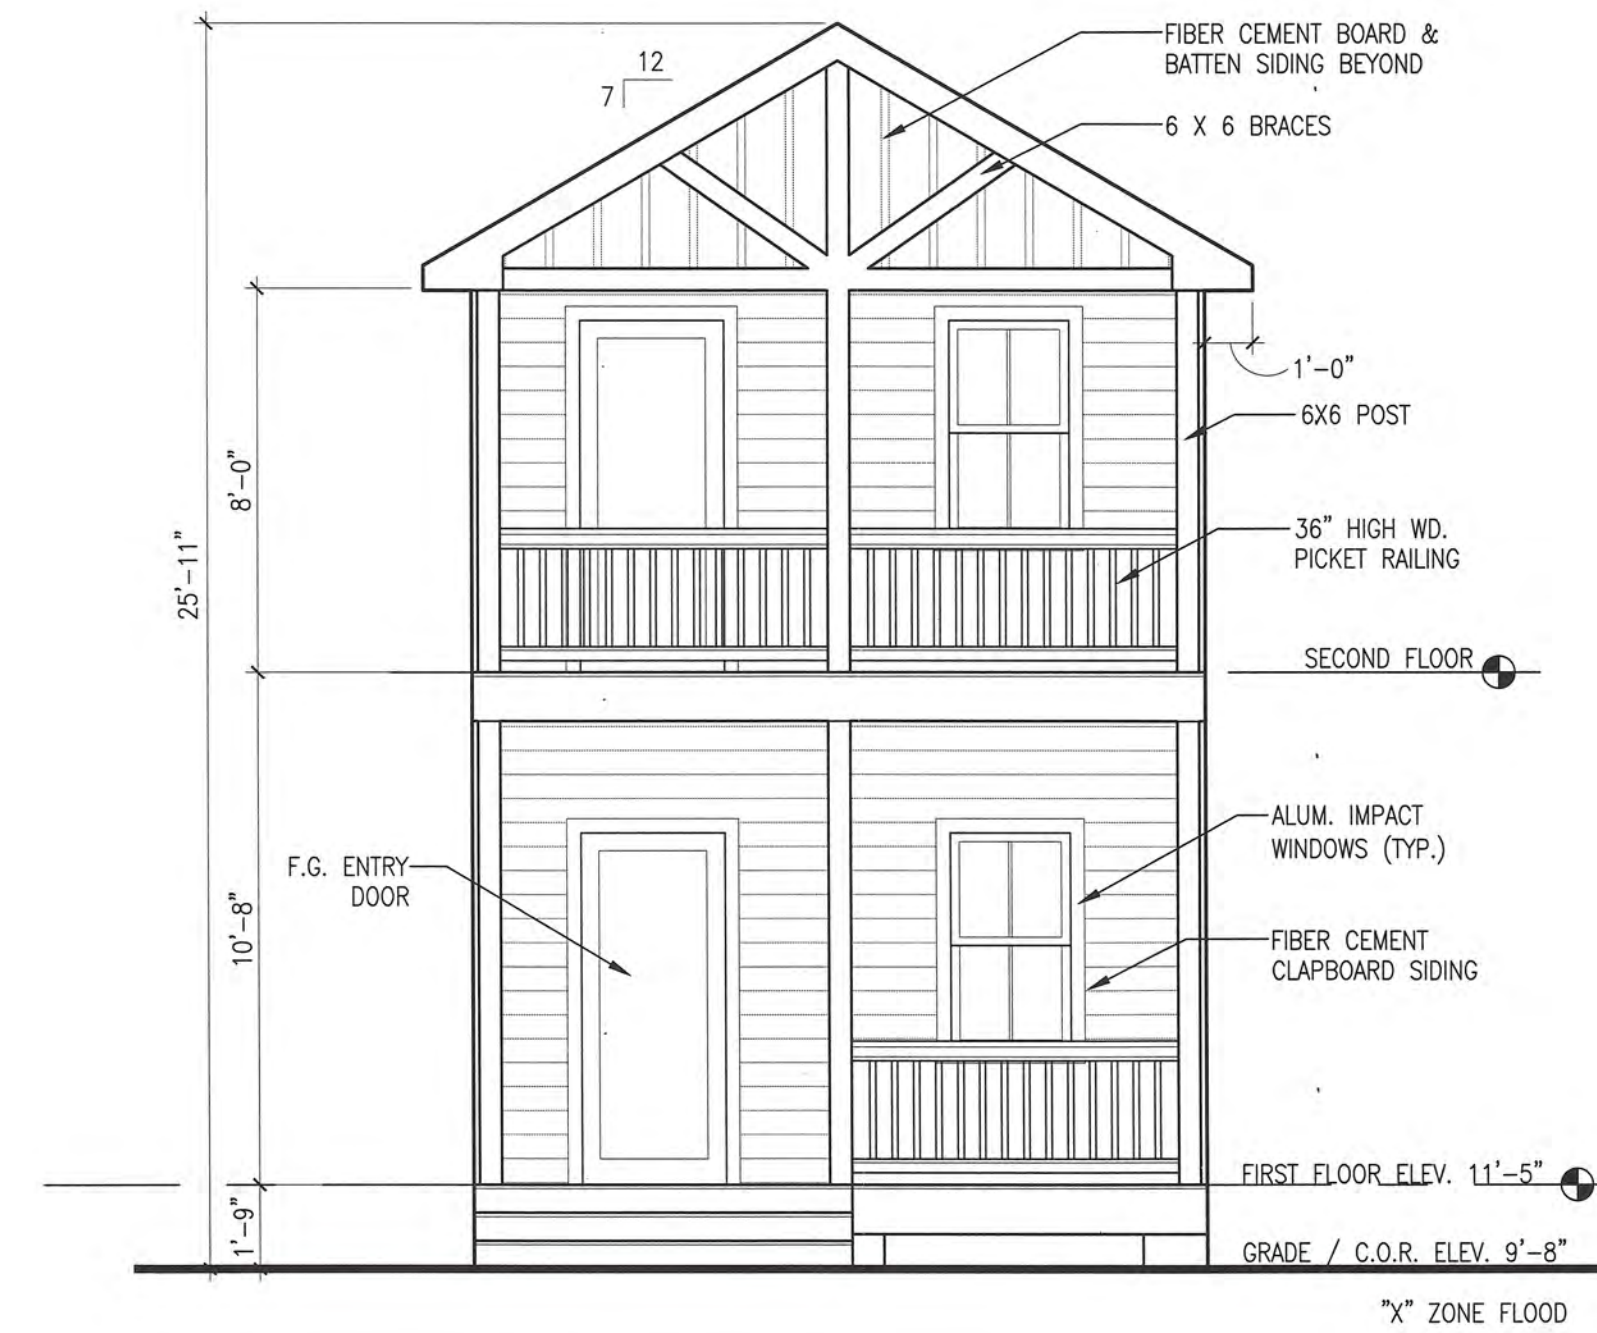 FIBER CEMENT BOARD &
BATTEN SIDING BEYOND
12
7
6 X 6 BRACES
1'-0"
6X6 POST
8'-0"
25'-11"
36" HIGH WD.
PICKET RAILING
SECOND FLOOR
ALUM. IMPACT
WINDOWS (TYP.)
F.G. ENTRY
DOOR
10'-8"
FIBER CEMENT
CLAPBOARD SIDING
FIRST FLOOR ELEV. 11'-5"
1'-9"
GRADE / C.O.R. ELEV. 9'-8"
"X" ZONE FLOOD